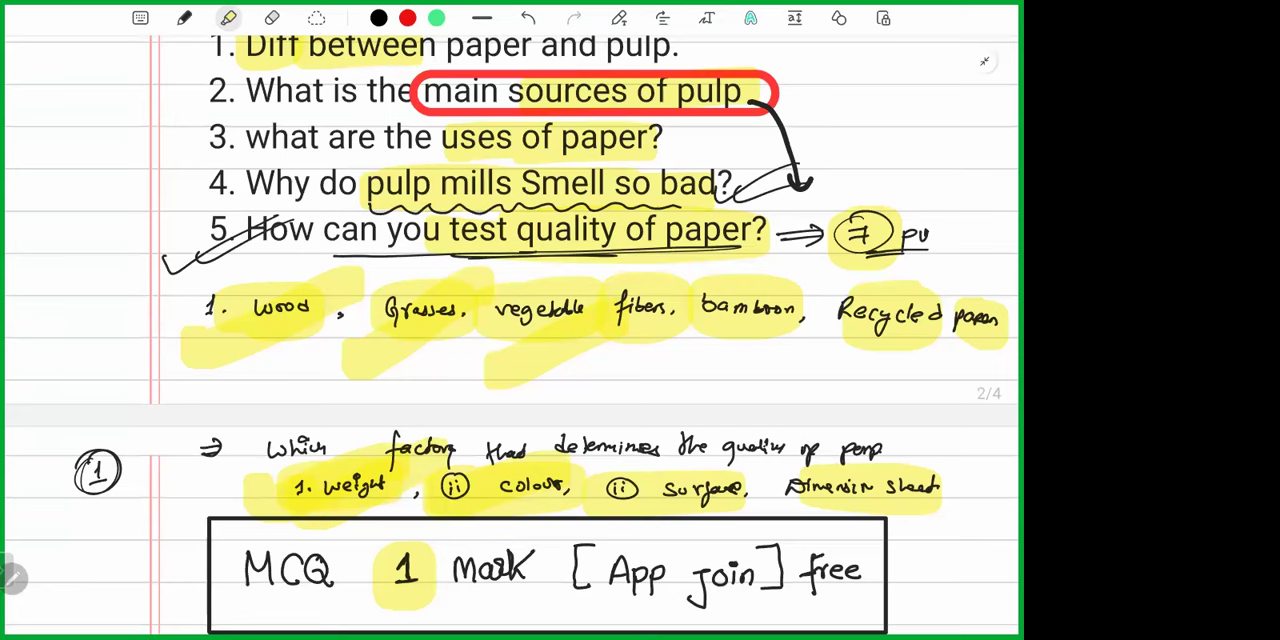 1. Diff between paper and pulp.
2. What is the main sources of pulp
3. what are the uses of paper?
4. Why do pulp mills Smell so bad?
5. How can you test quality of paper? ⇒ 7 pu
1. Wood, Grasses, vegetable fibers, bamboon, Recycled paper
2/4
1 ⇒ Which factory that determines the quality of
1. weight, (ii) colour, (ii) surface, Dimension sheet
MCQ 1 Mark [App join] free